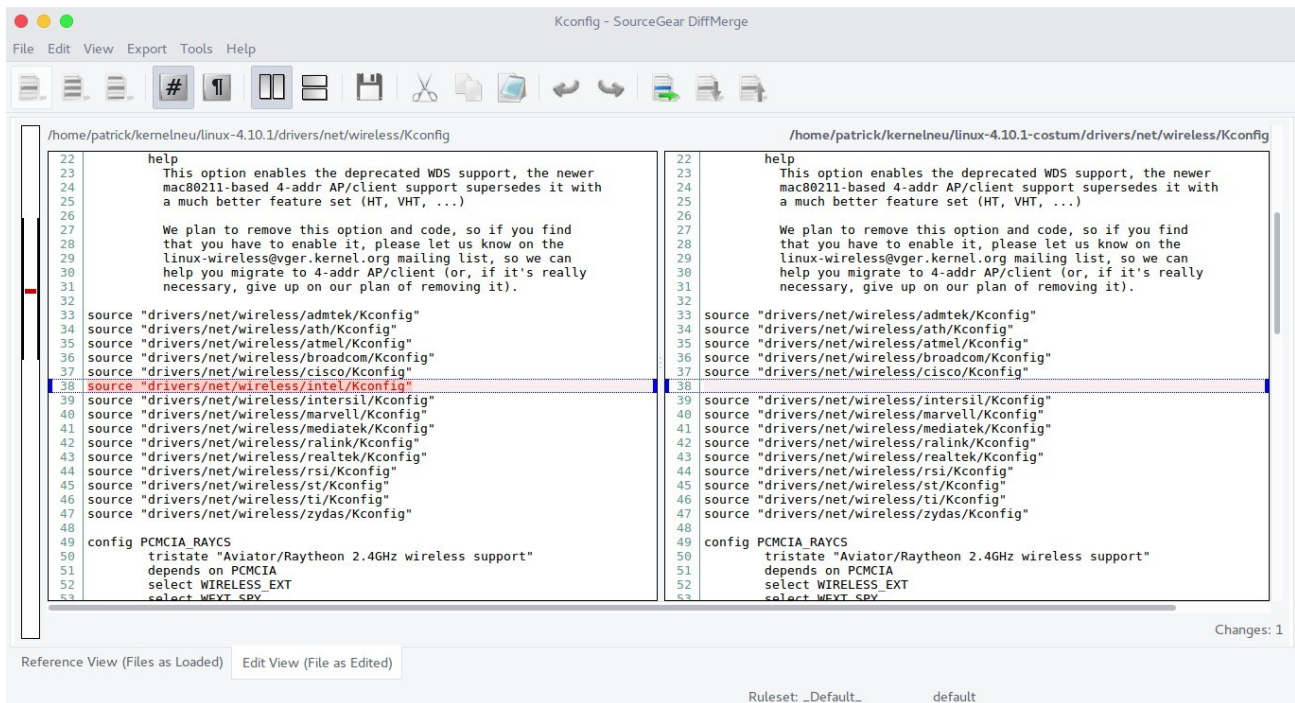 Kconfig - SourceGear DiffMerge
File Edit View Export Tools Help
# ¶
/home/patrick/kernelneu/linux-4.10.1/drivers/net/wireless/Kconfig
22 help
23 This option enables the deprecated WDS support, the newer
24 mac80211-based 4-addr AP/client support supersedes it with
25 a much better feature set (HT, VHT, ...)
26
27 We plan to remove this option and code, so if you find
28 that you have to enable it, please let us know on the
29 linux-wireless@vger.kernel.org mailing list, so we can
30 help you migrate to 4-addr AP/client (or, if it's really
31 necessary, give up on our plan of removing it).
32
33 source "drivers/net/wireless/admtek/Kconfig"
34 source "drivers/net/wireless/ath/Kconfig"
35 source "drivers/net/wireless/atmel/Kconfig"
36 source "drivers/net/wireless/broadcom/Kconfig"
37 source "drivers/net/wireless/cisco/Kconfig"
38 source "drivers/net/wireless/intel/Kconfig"
39 source "drivers/net/wireless/intersil/Kconfig"
40 source "drivers/net/wireless/marvell/Kconfig"
41 source "drivers/net/wireless/mediatek/Kconfig"
42 source "drivers/net/wireless/ralink/Kconfig"
43 source "drivers/net/wireless/realtek/Kconfig"
44 source "drivers/net/wireless/rsi/Kconfig"
45 source "drivers/net/wireless/st/Kconfig"
46 source "drivers/net/wireless/ti/Kconfig"
47 source "drivers/net/wireless/zydas/Kconfig"
48
49 config PCMCIA_RAYCS
50 tristate "Aviator/Raytheon 2.4GHz wireless support"
51 depends on PCMCIA
52 select WIRELESS_EXT
53 select WEXT_SPY
/home/patrick/kernelneu/linux-4.10.1-costum/drivers/net/wireless/Kconfig
22 help
23 This option enables the deprecated WDS support, the newer
24 mac80211-based 4-addr AP/client support supersedes it with
25 a much better feature set (HT, VHT, ...)
26
27 We plan to remove this option and code, so if you find
28 that you have to enable it, please let us know on the
29 linux-wireless@vger.kernel.org mailing list, so we can
30 help you migrate to 4-addr AP/client (or, if it's really
31 necessary, give up on our plan of removing it).
32
33 source "drivers/net/wireless/admtek/Kconfig"
34 source "drivers/net/wireless/ath/Kconfig"
35 source "drivers/net/wireless/atmel/Kconfig"
36 source "drivers/net/wireless/broadcom/Kconfig"
37 source "drivers/net/wireless/cisco/Kconfig"
38
39 source "drivers/net/wireless/intersil/Kconfig"
40 source "drivers/net/wireless/marvell/Kconfig"
41 source "drivers/net/wireless/mediatek/Kconfig"
42 source "drivers/net/wireless/ralink/Kconfig"
43 source "drivers/net/wireless/realtek/Kconfig"
44 source "drivers/net/wireless/rsi/Kconfig"
45 source "drivers/net/wireless/st/Kconfig"
46 source "drivers/net/wireless/ti/Kconfig"
47 source "drivers/net/wireless/zydas/Kconfig"
48
49 config PCMCIA_RAYCS
50 tristate "Aviator/Raytheon 2.4GHz wireless support"
51 depends on PCMCIA
52 select WIRELESS_EXT
53 select WEXT_SPY
Changes: 1
Reference View (Files as Loaded) Edit View (File as Edited)
Ruleset: _Default_ default